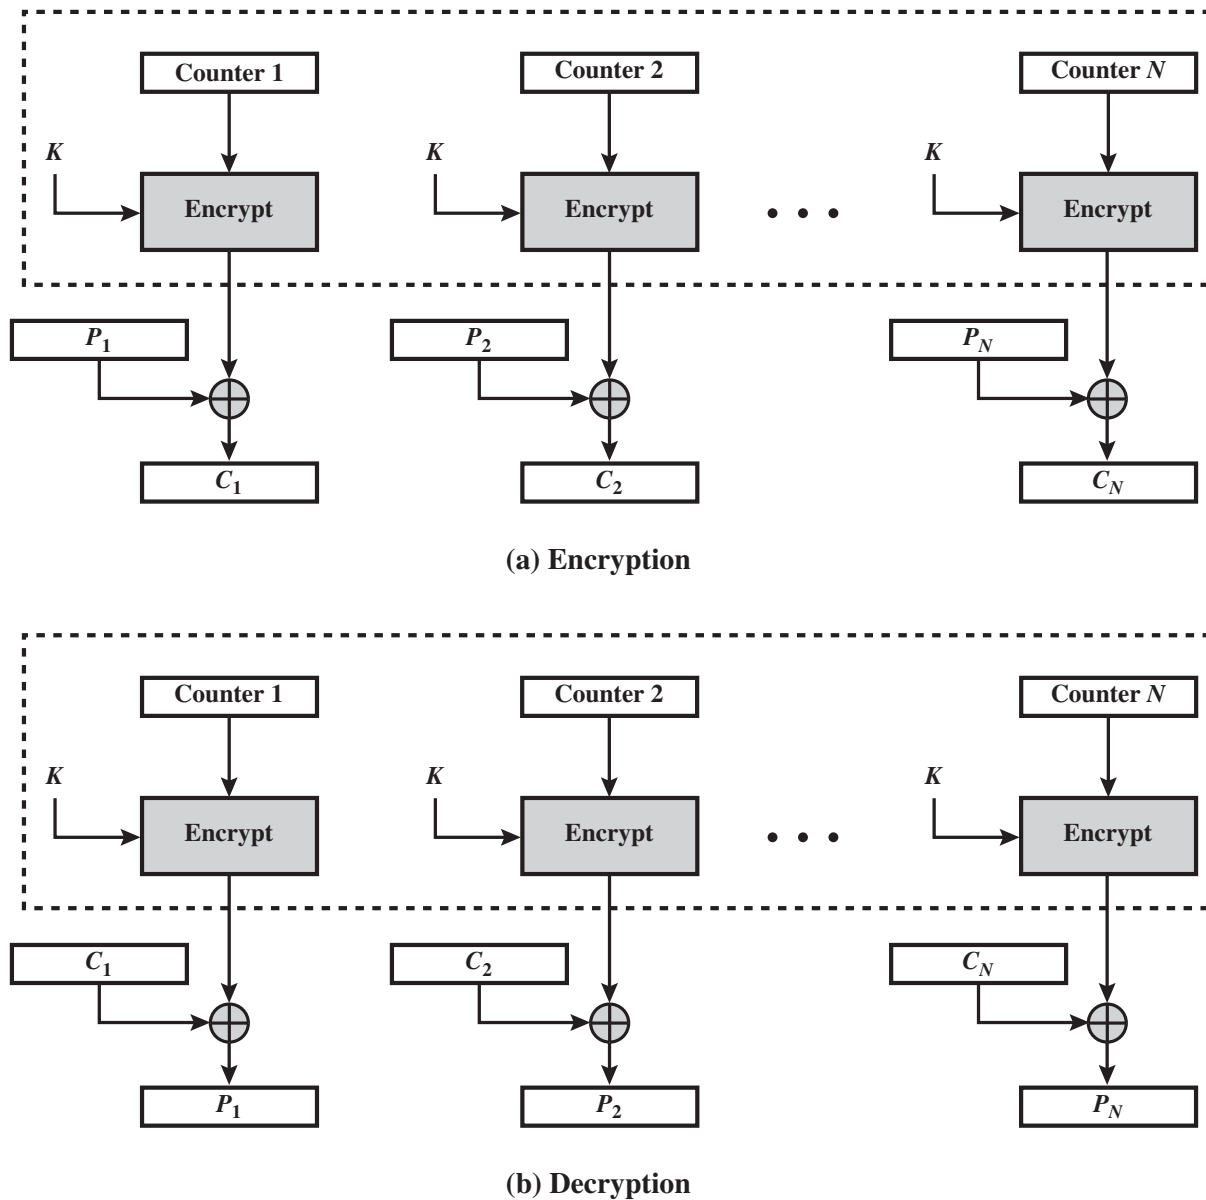 Counter 1 Counter 2 Counter N
K K K
Encrypt Encrypt • • • Encrypt
P1 P2 PN
C1 C2 CN
(a) Encryption
Counter 1 Counter 2 Counter N
K K K
Encrypt Encrypt • • • Encrypt
C1 C2 CN
P1 P2 PN
(b) Decryption